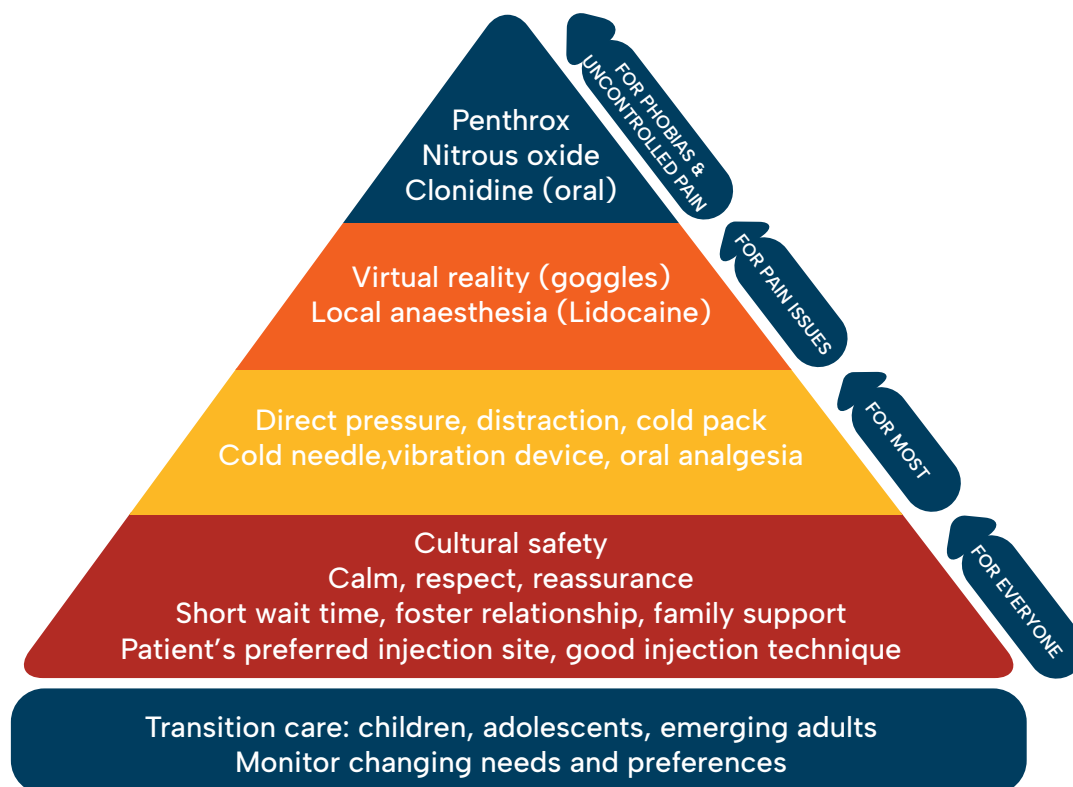 Penthrox
Nitrous oxide
Clonidine (oral)
FOR PHOBIAS &
UNCONTROLLED PAIN
Virtual reality (goggles)
Local anaesthesia (Lidocaine)
FOR PAIN ISSUES
Direct pressure, distraction, cold pack
Cold needle,vibration device, oral analgesia
FOR MOST
Cultural safety
Calm, respect, reassurance
Short wait time, foster relationship, family support
Patient’s preferred injection site, good injection technique
FOR EVERYONE
Transition care: children, adolescents, emerging adults
Monitor changing needs and preferences